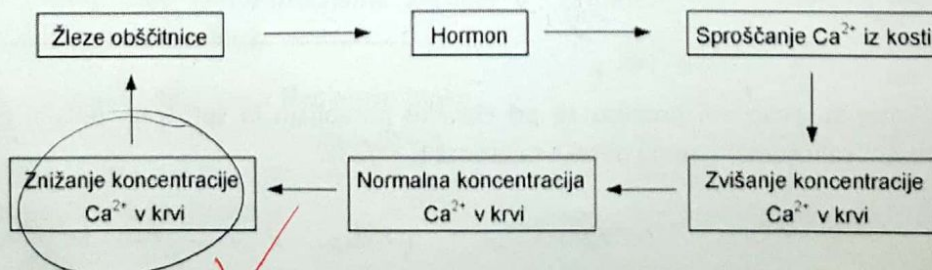 Žleze obščitnice
Hormon
Sproščanje Ca²⁺ iz kosti
Znižanje koncentracije
Ca²⁺ v krvi
Normalna koncentracija
Ca²⁺ v krvi
Zvišanje koncentracije
Ca²⁺ v krvi